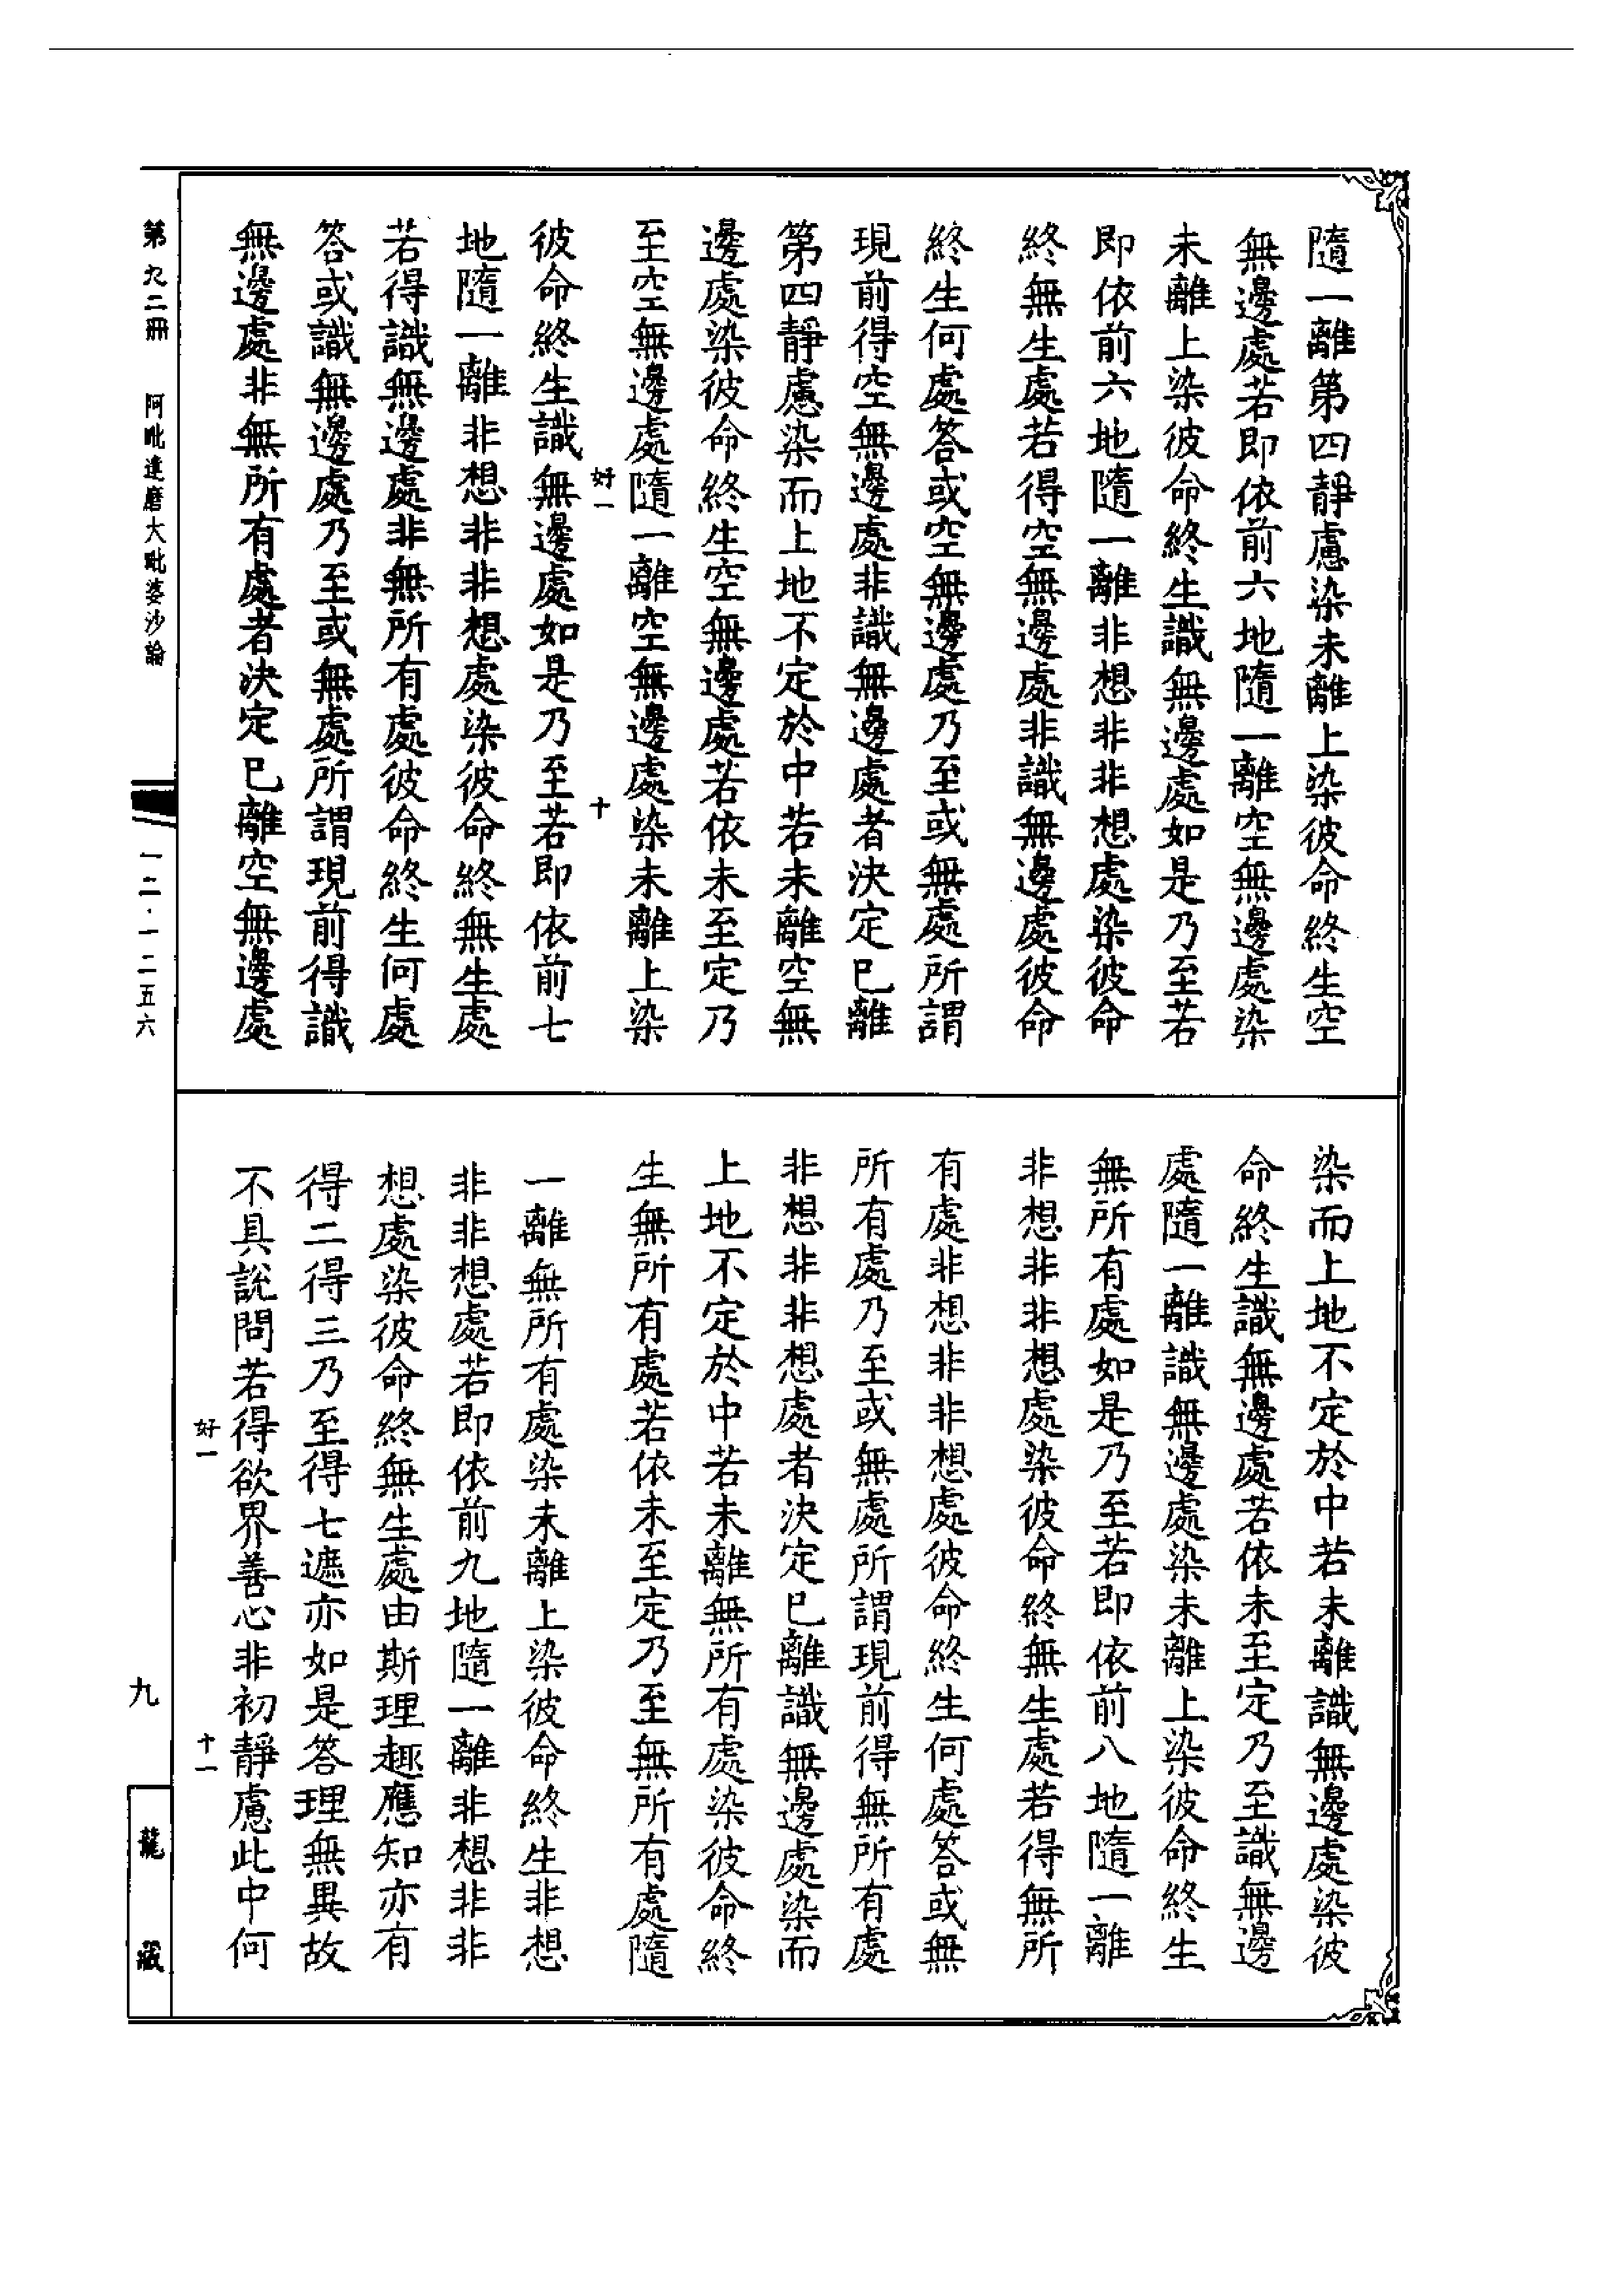 隨一離第四靜慮染未離上染彼命終生空
無邊處若即依前六地隨一離空無邊處染
未離上染彼命終生識無邊處如是乃至若
即依前六地隨一離非想非非想處染彼命
終無生處若得空無邊處非識無邊處彼命
終生何處答或空無邊處乃至或無處所謂
現前得空無邊處非識無邊處者決定已離
第四靜慮染而上地不定於中若未離空無
邊處染彼命終生空無邊處若依未至定乃
至空無邊處隨一離空無邊處染未離上染
好一
十
彼命終生識無邊處如是乃至若即依前七
地隨一離非想非非想處染彼命終無生處
若得識無邊處非無所有處彼命終生何處
答或識無邊處乃至或無處所謂現前得識
無邊處非無所有處者決定已離空無邊處
染而上地不定於中若未離識無邊處染彼
命終生識無邊處若依未至定乃至識無邊
處隨一離識無邊處染未離上染彼命終生
無所有處如是乃至若即依前八地隨一離
非想非非想處染彼命終無生處若得無所
有處非想非非想處彼命終生何處答或無
所有處乃至或無處所謂現前得無所有處
非想非非想處者決定已離識無邊處染而
上地不定於中若未離無所有處染彼命終
生無所有處若依未至定乃至無所有處隨
一離無所有處染未離上染彼命終生非想
非非想處若即依前九地隨一離非想非非
想處染彼命終無生處由斯理趣應知亦有
得二得三乃至得七遮亦如是答理無異故
不具說問若得欲界善心非初靜慮此中何
好一
十一
第九二冊 阿毗達磨大毗婆沙論
一二·一二五六
九
龍藏